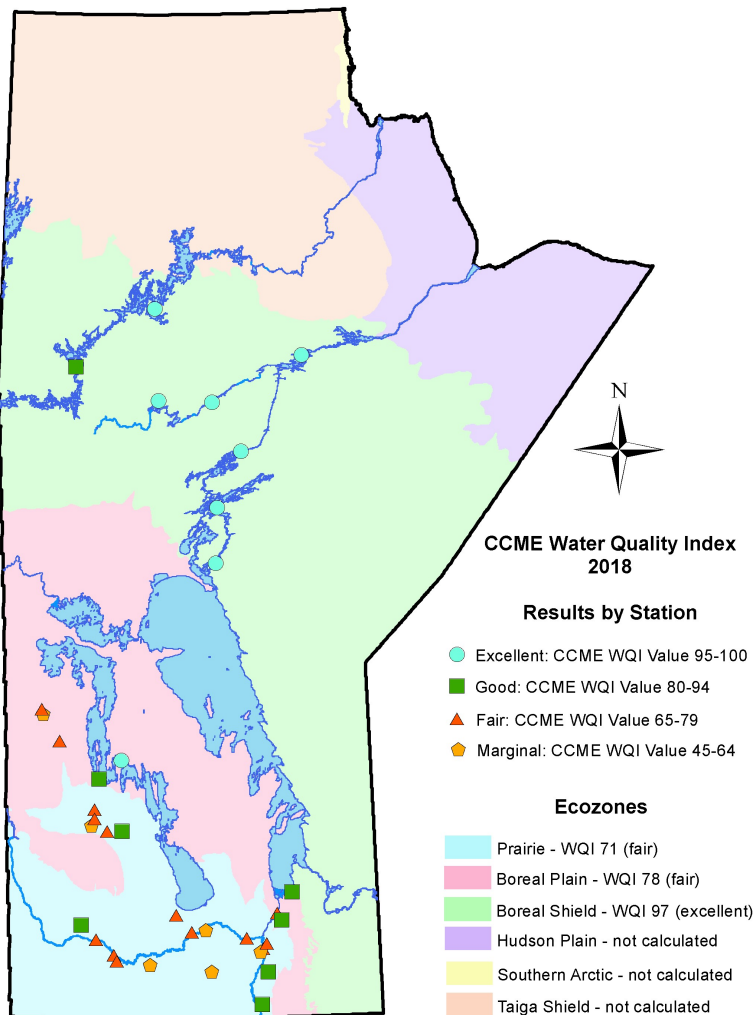 N
CCME Water Quality Index
2018
Results by Station
Excellent: CCME WQI Value 95-100
Good: CCME WQI Value 80-94
Fair: CCME WQI Value 65-79
Marginal: CCME WQI Value 45-64
Ecozones
Prairie - WQI 71 (fair)
Boreal Plain - WQI 78 (fair)
Boreal Shield - WQI 97 (excellent)
Hudson Plain - not calculated
Southern Arctic - not calculated
Taiga Shield - not calculated